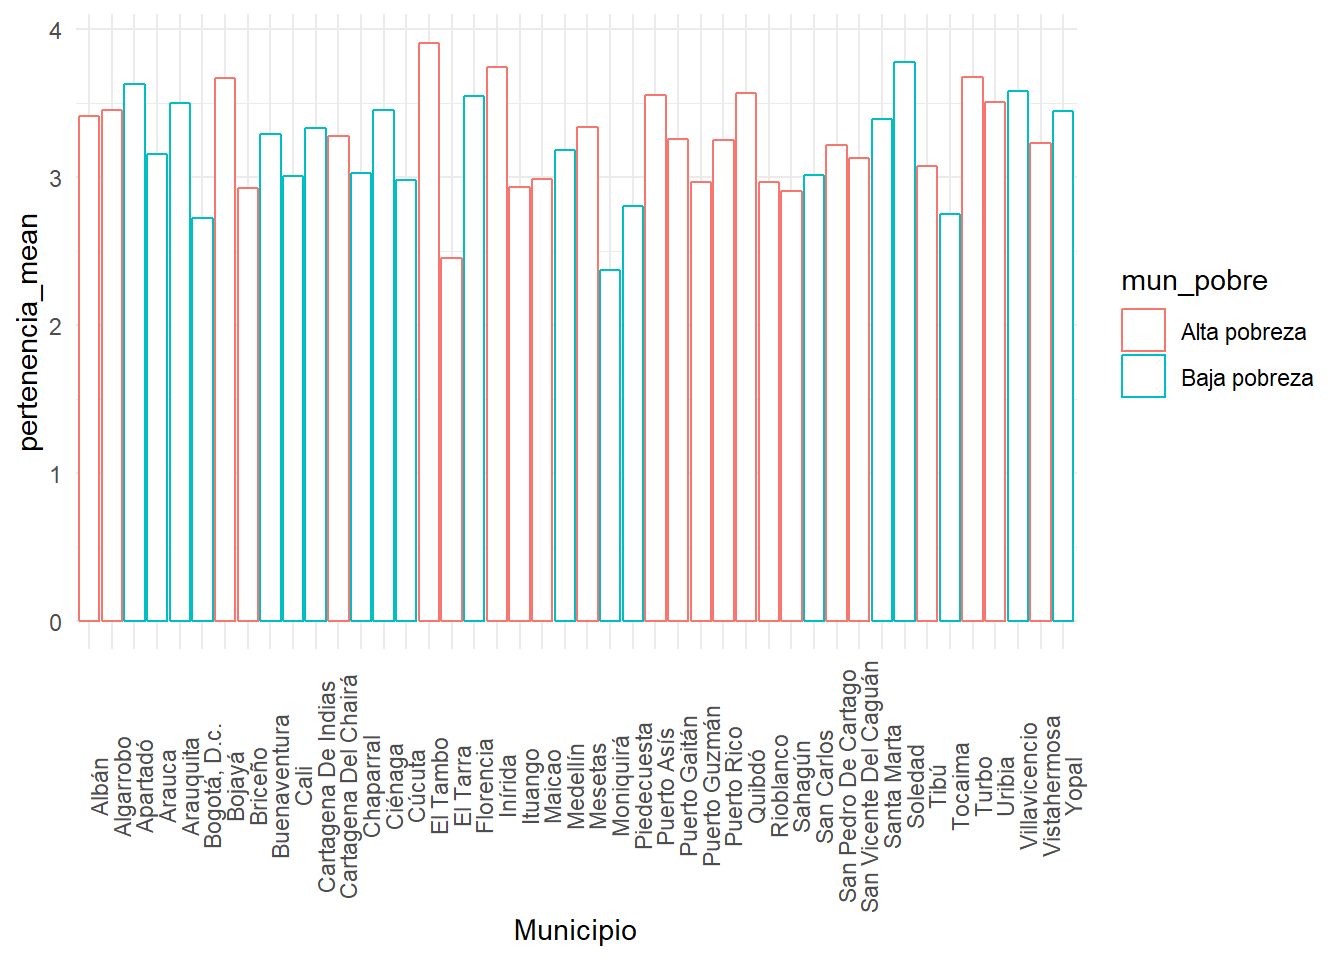 pertenencia_mean
4
3
2
1
0
Albán
Algarrobo
Apartadó
Arauca
Arauquita
Bogotá, D.c.
Bojayá
Briceño
Buenaventura
Cali
Cartagena De Indias
Cartagena Del Chairá
Chaparral
Ciénaga
Cúcuta
El Tambo
El Tarra
Florencia
Inírida
Ituango
Maicao
Medellín
Mesetas
Moniquirá
Piedecuesta
Puerto Asís
Puerto Gaitán
Puerto Guzmán
Puerto Rico
Quibdó
Rioblanco
Sahagún
San Carlos
San Pedro De Cartago
San Vicente Del Caguán
Santa Marta
Soledad
Tibú
Tocaima
Turbo
Uribia
Villavicencio
Vistahermosa
Yopal
Municipio
mun_pobre
Alta pobreza
Baja pobreza